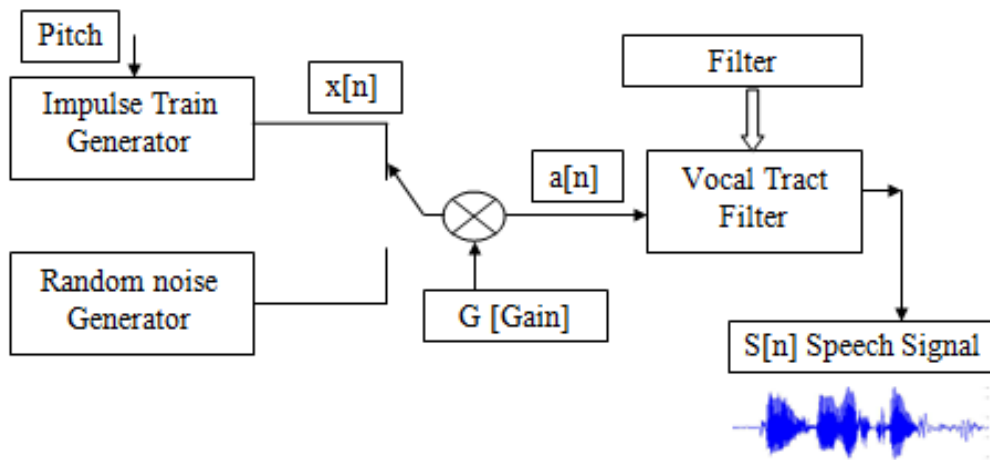 Pitch
Impulse Train
Generator
x[n]
Filter
a[n]
Vocal Tract
Filter
Random noise
Generator
G [Gain]
S[n] Speech Signal